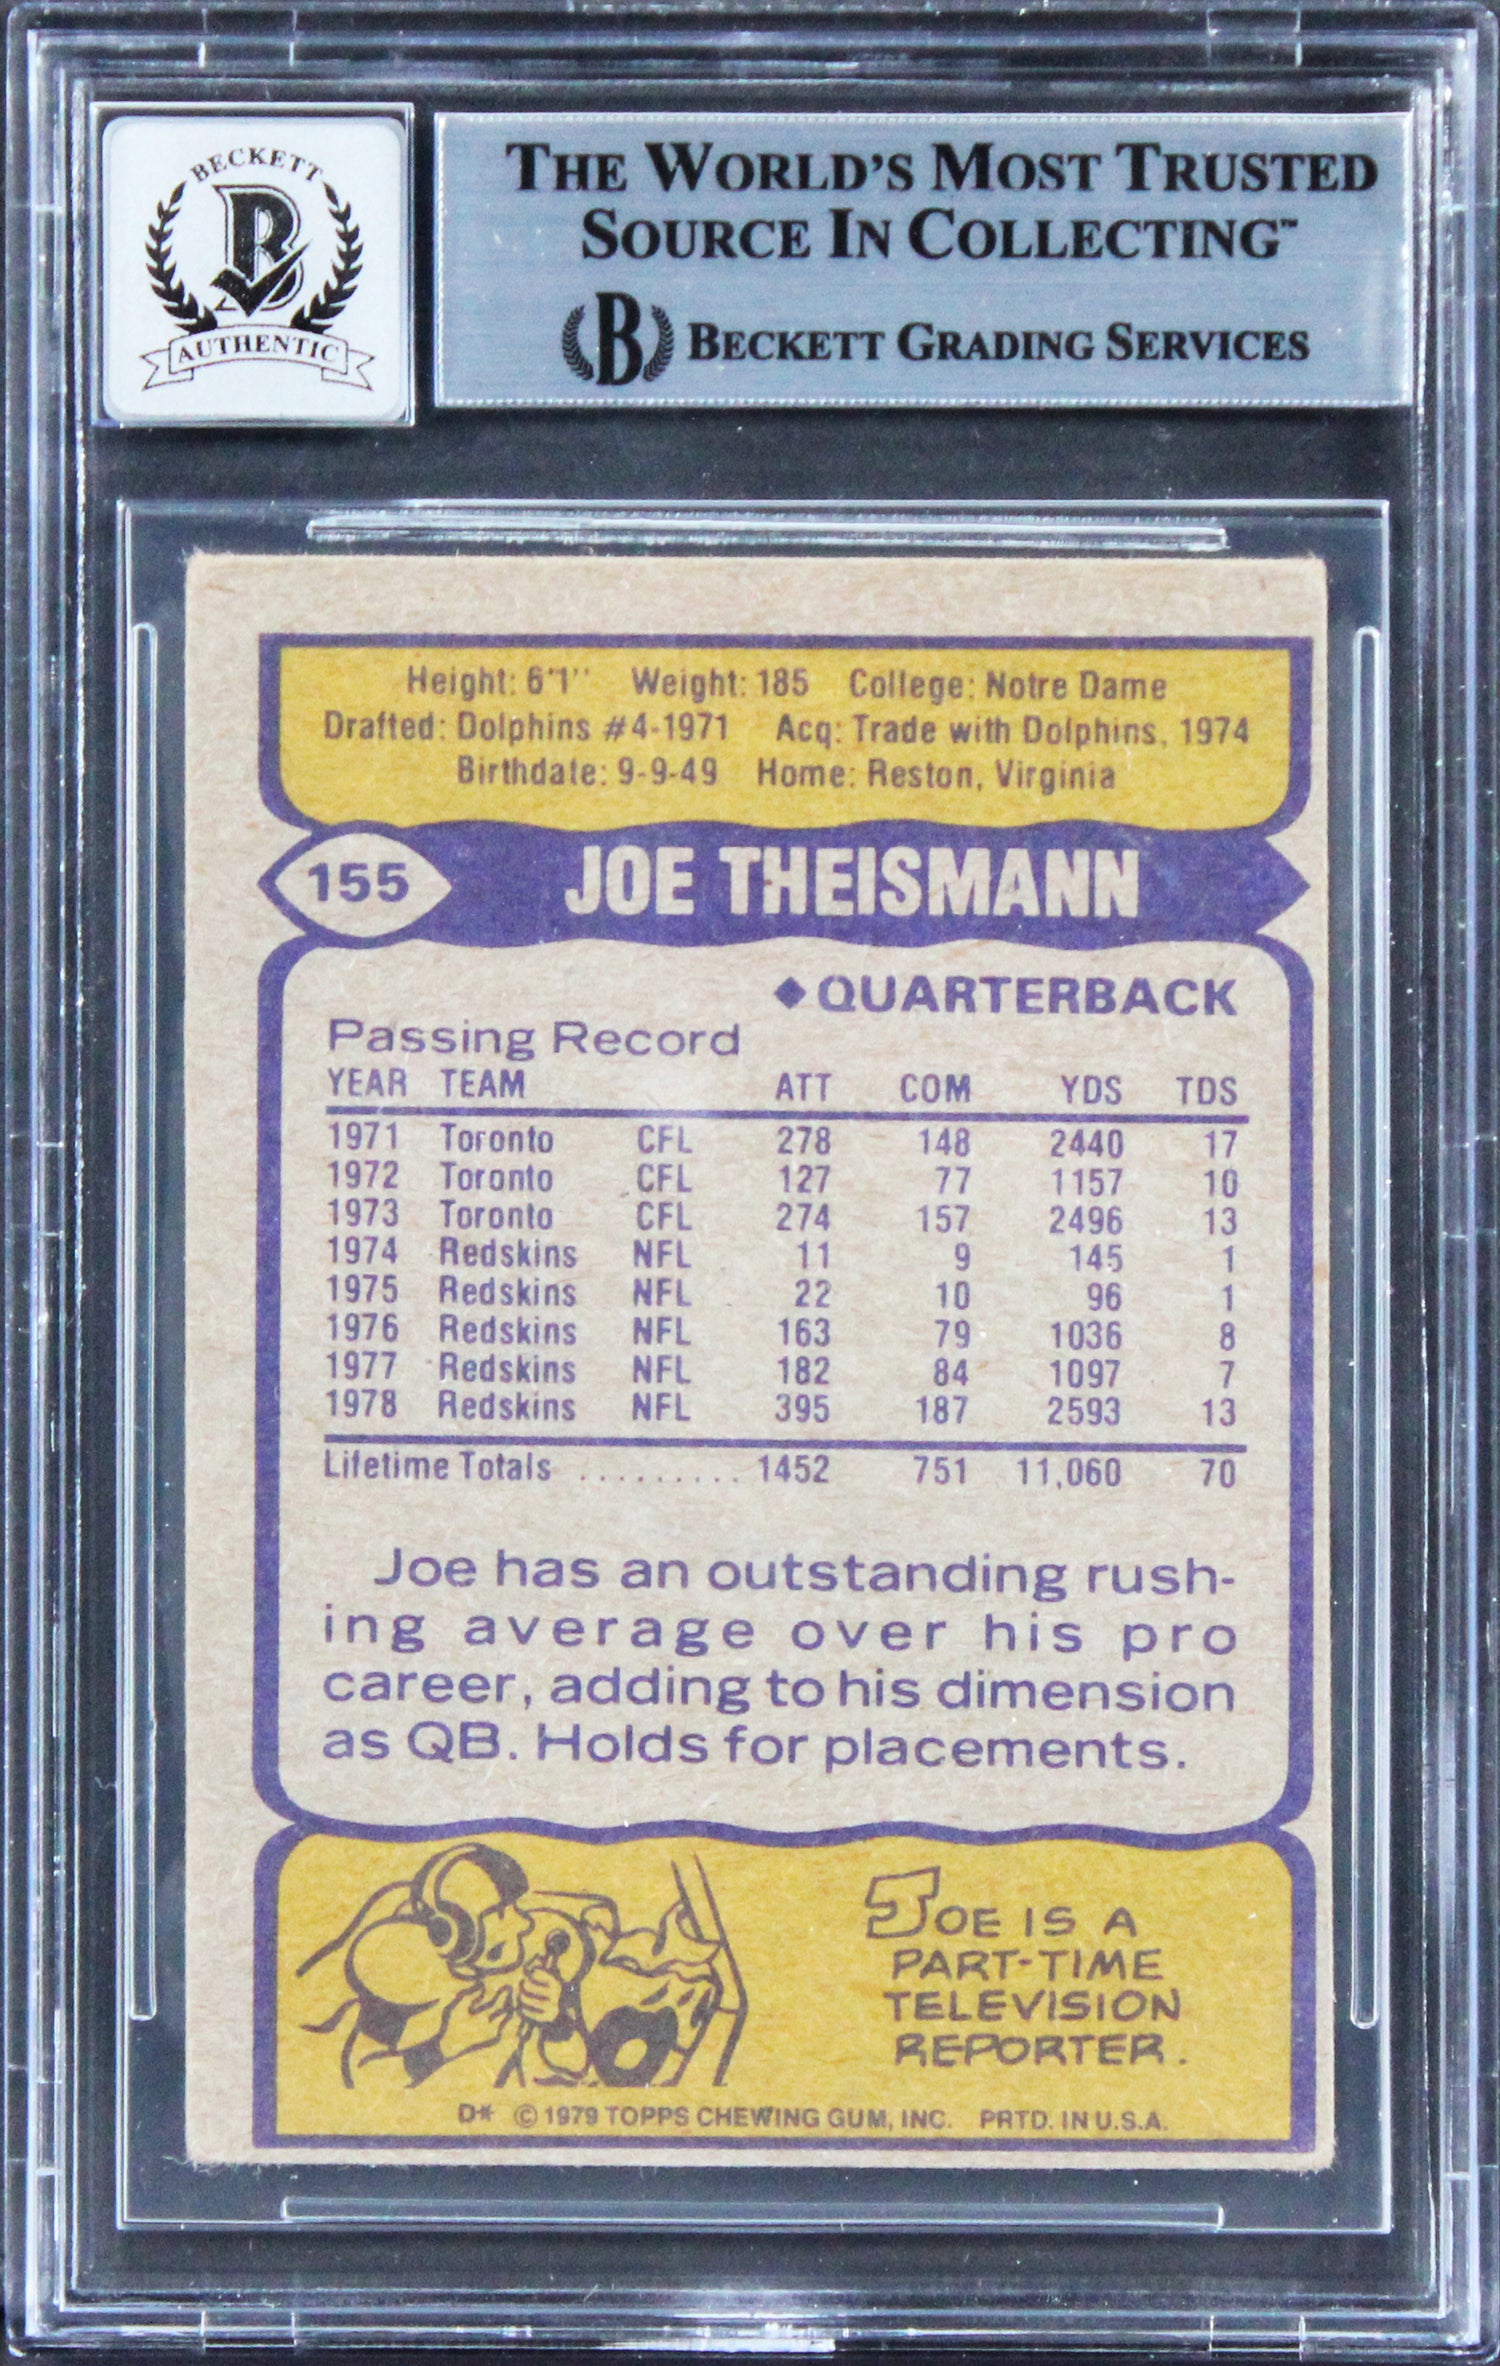 BECKETT
B
AUTHENTIC
THE WORLD'S MOST TRUSTED
SOURCE IN COLLECTING™
B BECKETT GRADING SERVICES
Height: 6'1'' Weight: 185 College: Notre Dame
Drafted: Dolphins #4-1971 Acq: Trade with Dolphins, 1974
Birthdate: 9-9-49 Home: Reston, Virginia
155 JOE THEISMANN
◆QUARTERBACK
Passing Record
YEAR TEAM ATT COM YDS TDS
1971 Toronto CFL 278 148 2440 17
1972 Toronto CFL 127 77 1157 10
1973 Toronto CFL 274 157 2496 13
1974 Redskins NFL 11 9 145 1
1975 Redskins NFL 22 10 96 1
1976 Redskins NFL 163 79 1036 8
1977 Redskins NFL 182 84 1097 7
1978 Redskins NFL 395 187 2593 13
Lifetime Totals ......... 1452 751 11,060 70
Joe has an outstanding rush-
ing average over his pro
career, adding to his dimension
as QB. Holds for placements.
JOE IS A
PART-TIME
TELEVISION
REPORTER.
D* © 1979 TOPPS CHEWING GUM, INC. PRTD. IN U.S.A.